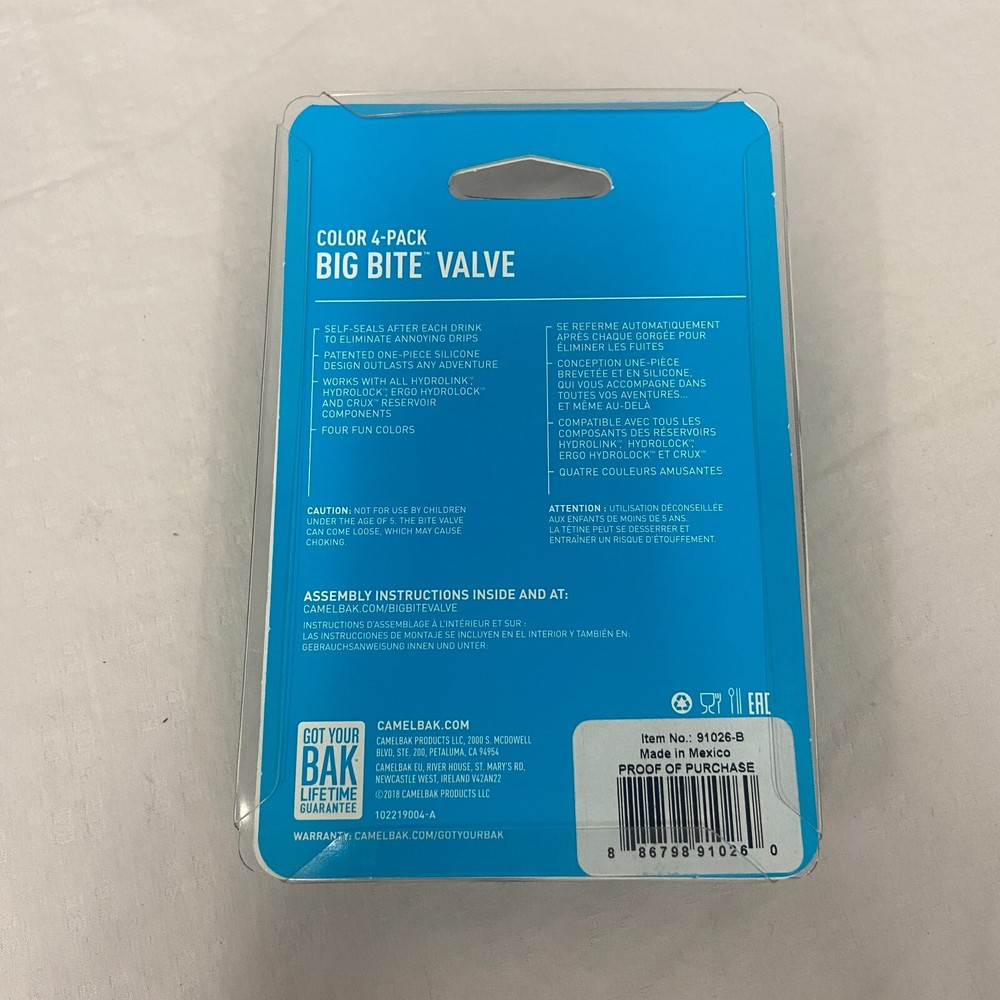 COLOR 4-PACK
BIG BITE™ VALVE
SELF-SEALS AFTER EACH DRINK
TO ELIMINATE ANNOYING DRIPS
PATENTED ONE-PIECE SILICONE
DESIGN OUTLASTS ANY ADVENTURE
WORKS WITH ALL HYDROLINK™,
HYDROLOCK™, ERGO HYDROLOCK™
AND CRUX™ RESERVOIR
COMPONENTS
FOUR FUN COLORS
SE REFERME AUTOMATIQUEMENT
APRÈS CHAQUE GORGÉE POUR
ÉLIMINER LES FUITES
CONCEPTION UNE-PIÈCE
BREVETÉE ET EN SILICONE,
QUI VOUS ACCOMPAGNE DANS
TOUTES VOS AVENTURES...
ET MÊME AU-DELÀ
COMPATIBLE AVEC TOUS LES
COMPOSANTS DES RÉSERVOIRS
HYDROLINK™, HYDROLOCK™,
ERGO HYDROLOCK™ ET CRUX™
QUATRE COULEURS AMUSANTES
CAUTION: NOT FOR USE BY CHILDREN
UNDER THE AGE OF 5. THE BITE VALVE
CAN COME LOOSE, WHICH MAY CAUSE
CHOKING.
ATTENTION : UTILISATION DÉCONSEILLÉE
AUX ENFANTS DE MOINS DE 5 ANS.
LA TÉTINE PEUT SE DESSERRER ET
ENTRAÎNER UN RISQUE D'ÉTOUFFEMENT.
ASSEMBLY INSTRUCTIONS INSIDE AND AT:
CAMELBAK.COM/BIGBITEVALVE
INSTRUCTIONS D'ASSEMBLAGE À L'INTÉRIEUR ET SUR :
LAS INSTRUCCIONES DE MONTAJE SE INCLUYEN EN EL INTERIOR Y TAMBIÉN EN:
GEBRAUCHSANWEISUNG INNEN UND UNTER:
EAC
GOT YOUR
BAK™
LIFETIME
GUARANTEE
CAMELBAK.COM
CAMELBAK PRODUCTS LLC, 2000 S. MCDOWELL
BLVD, STE. 200, PETALUMA, CA 94954
CAMELBAK EU, RIVER HOUSE, ST. MARY'S RD,
NEWCASTLE WEST, IRELAND V42AN22
©2018 CAMELBAK PRODUCTS LLC
102219004-A
WARRANTY: CAMELBAK.COM/GOTYOURBAK
Item No.: 91026-B
Made in Mexico
PROOF OF PURCHASE
8 86798 91026 0